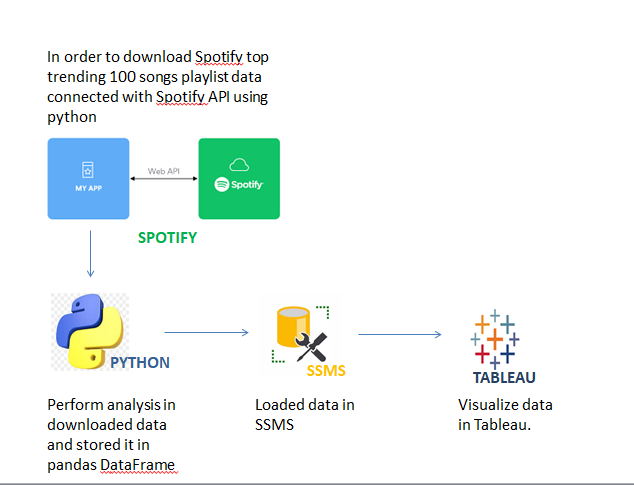 In order to download Spotify top
trending 100 songs playlist data
connected with Spotify API using
python
MY APP
Web API
Spotify
SPOTIFY
PYTHON
SSMS
TABLEAU
Perform analysis in
downloaded data
and stored it in
pandas DataFrame
Loaded data in
SSMS
Visualize data
in Tableau.